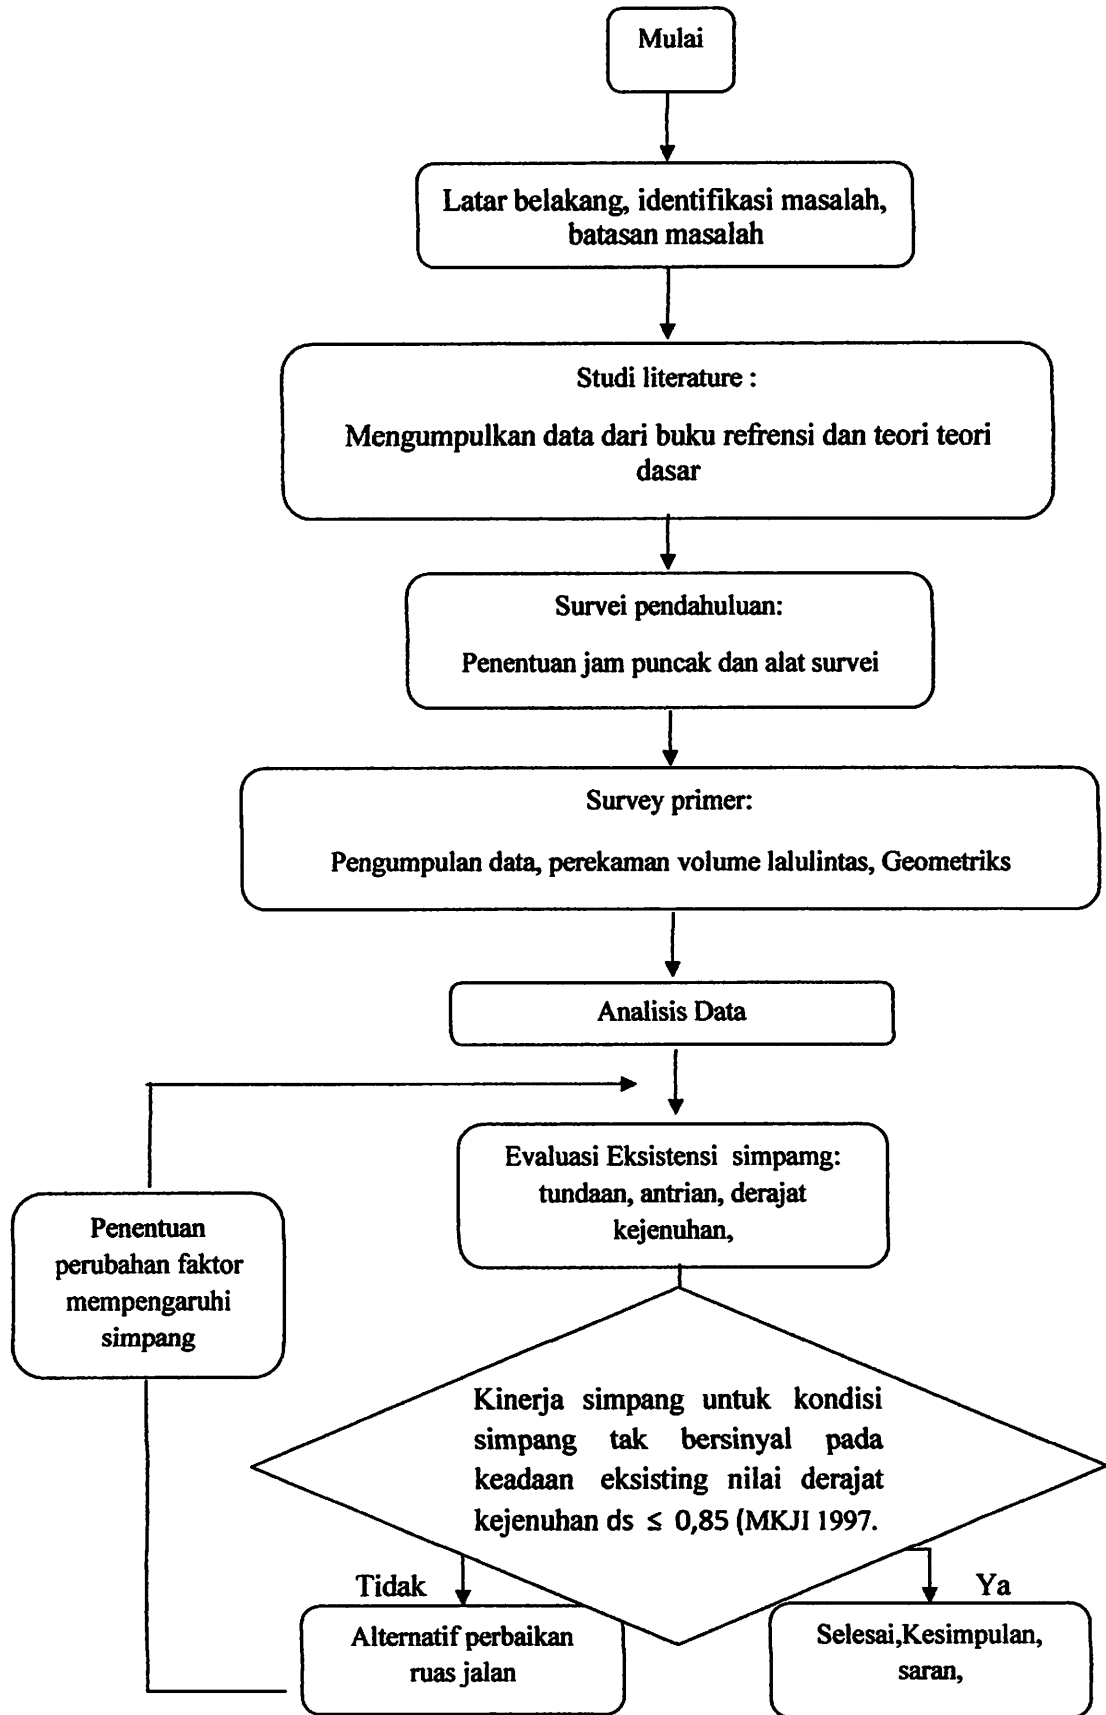 Mulai
Latar belakang, identifikasi masalah,
batasan masalah
Studi literature :
Mengumpulkan data dari buku refrensi dan teori teori
dasar
Survei pendahuluan:
Penentuan jam puncak dan alat survei
Survey primer:
Pengumpulan data, perekaman volume lalulintas, Geometriks
Analisis Data
Evaluasi Eksistensi simpamg:
tundaan, antrian, derajat
kejenuhan,
Penentuan
perubahan faktor
mempengaruhi
simpang
Kinerja simpang untuk kondisi
simpang tak bersinyal pada
keadaan eksisting nilai derajat
kejenuhan ds ≤ 0,85 (MKJI 1997.
Tidak
Ya
Alternatif perbaikan
ruas jalan
Selesai,Kesimpulan,
saran,